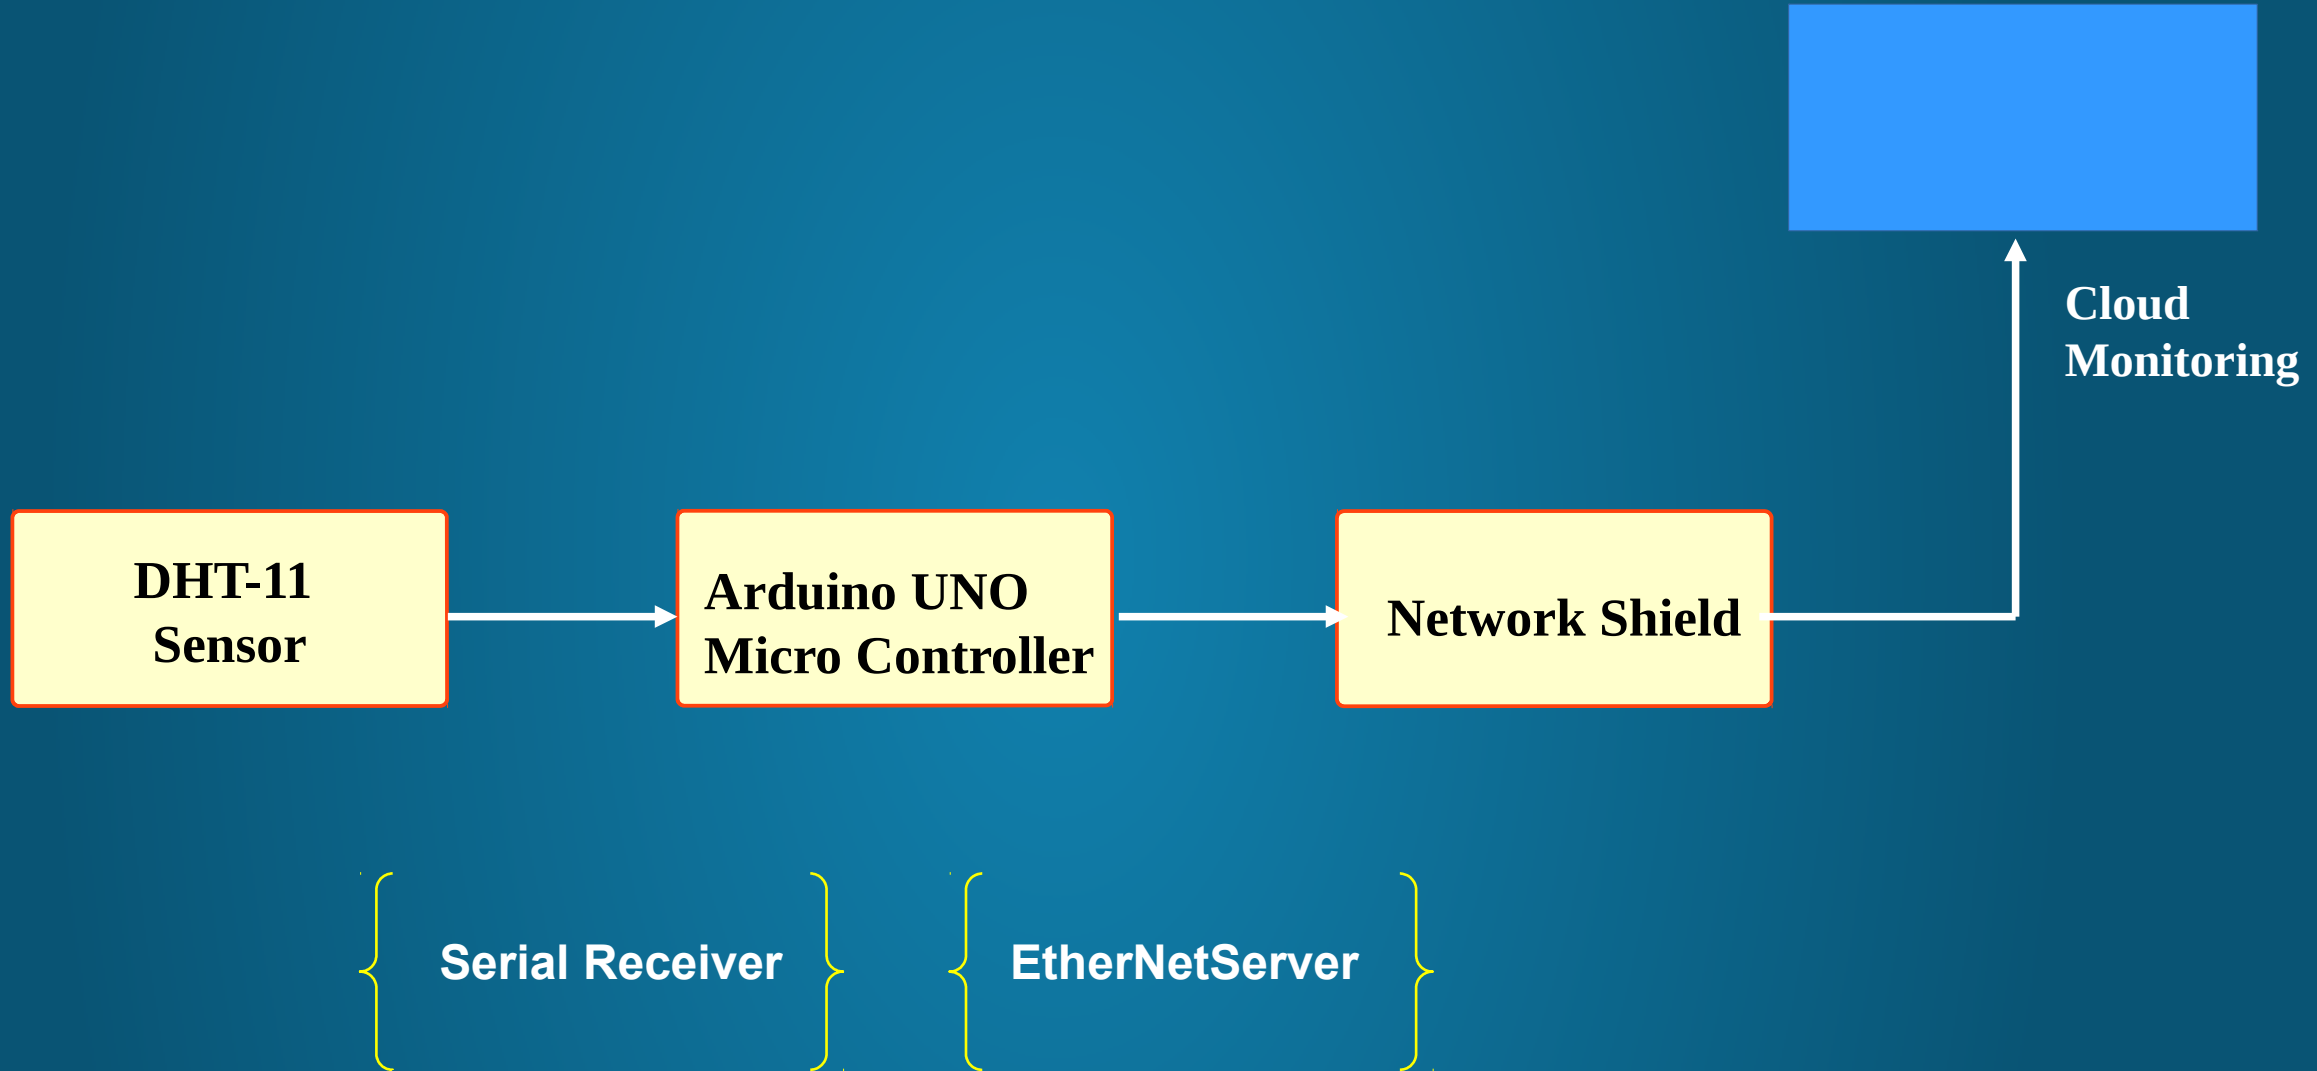 Cloud
Monitoring
DHT-11
Sensor
Arduino UNO
Micro Controller
Network Shield
Serial Receiver
EtherNetServer